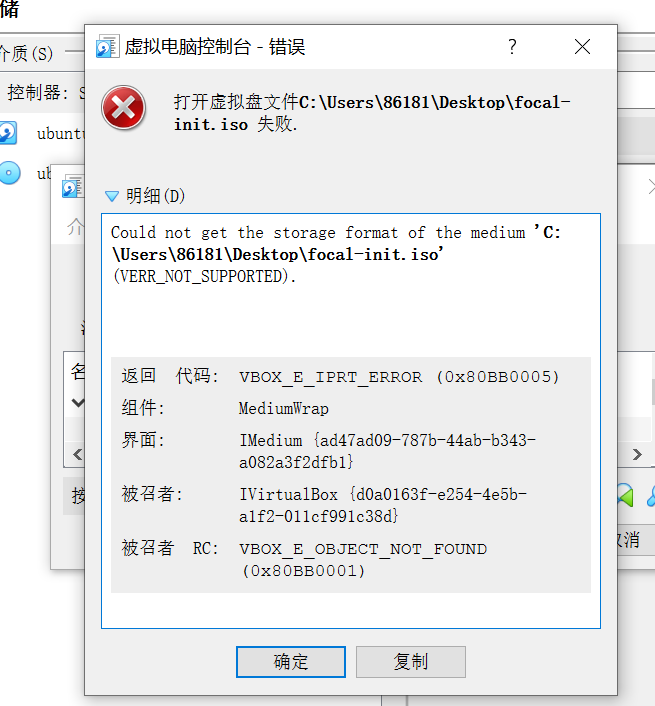 储
介质(S)
控制器: S
ubuntu
ub
虚拟电脑控制台 - 错误
?
打开虚拟盘文件C:\Users\86181\Desktop\focal-
init.iso 失败.
明细(D)
Could not get the storage format of the medium 'C:
\Users\86181\Desktop\focal-init.iso'
(VERR_NOT_SUPPORTED).
返回 代码: VBOX_E_IPRT_ERROR (0x80BB0005)
组件: MediumWrap
界面: IMedium {ad47ad09-787b-44ab-b343-
a082a3f2dfb1}
被召者: IVirtualBox {d0a0163f-e254-4e5b-
a1f2-011cf991c38d}
被召者 RC: VBOX_E_OBJECT_NOT_FOUND
(0x80BB0001)
确定 复制
介
名
按
取消